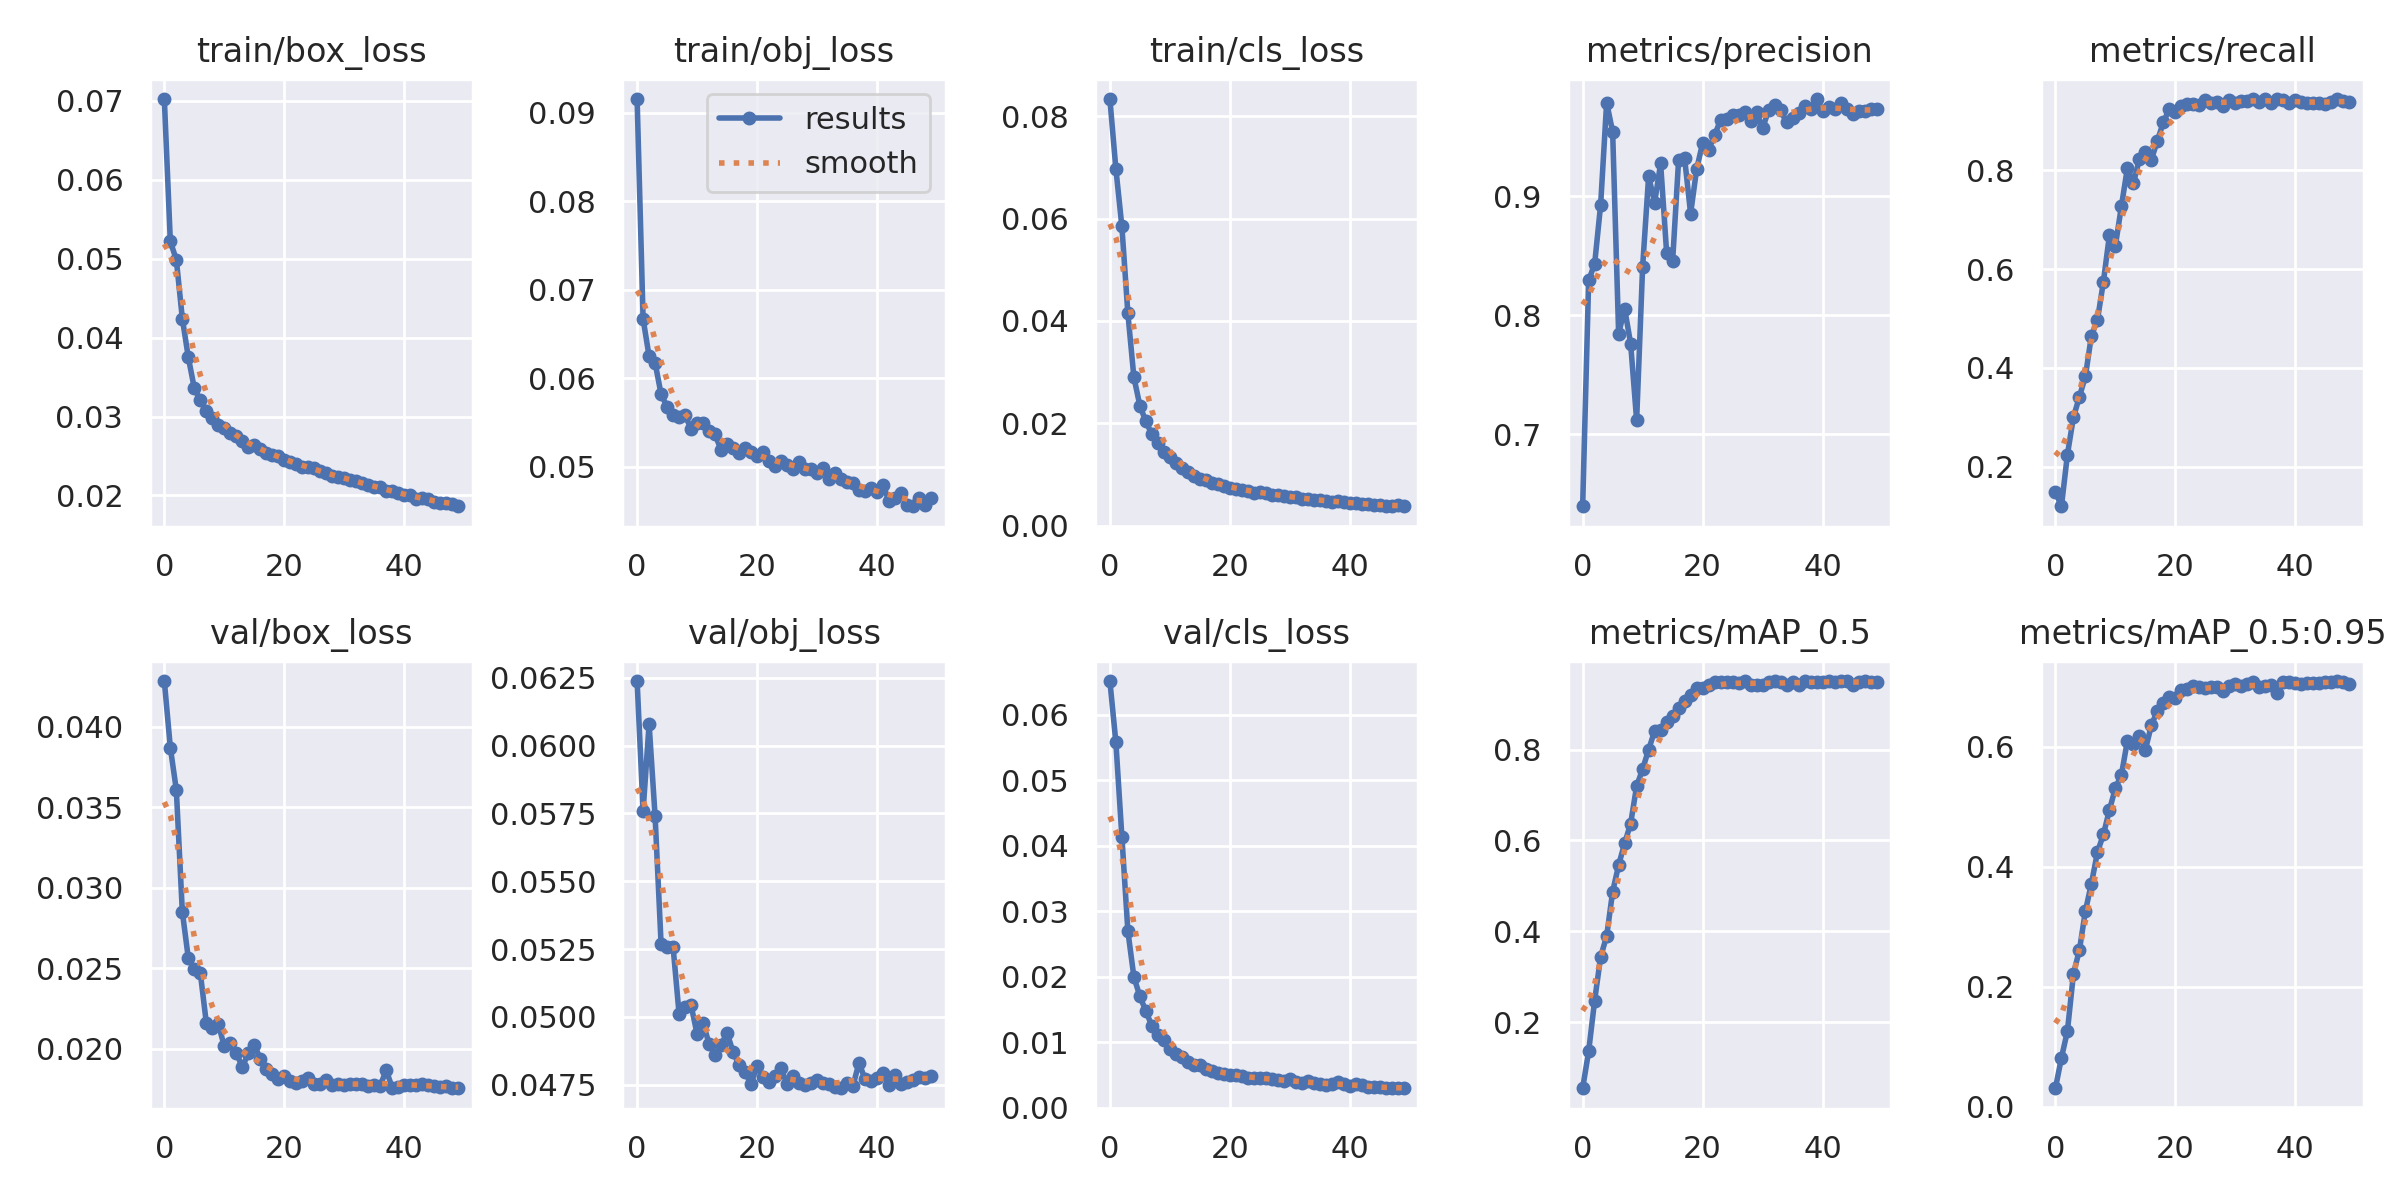 train/box_loss
train/obj_loss
train/cls_loss
metrics/precision
metrics/recall
0.07
0.06
0.05
0.04
0.03
0.02
0 20 40
0.09
0.08
0.07
0.06
0.05
results
smooth
0 20 40
0.08
0.06
0.04
0.02
0.00
0 20 40
0.9
0.8
0.7
0 20 40
0.8
0.6
0.4
0.2
0 20 40
val/box_loss
val/obj_loss
val/cls_loss
metrics/mAP_0.5
metrics/mAP_0.5:0.95
0.040
0.035
0.030
0.025
0.020
0 20 40
0.0625
0.0600
0.0575
0.0550
0.0525
0.0500
0.0475
0 20 40
0.06
0.05
0.04
0.03
0.02
0.01
0.00
0 20 40
0.8
0.6
0.4
0.2
0 20 40
0.6
0.4
0.2
0.0
0 20 40